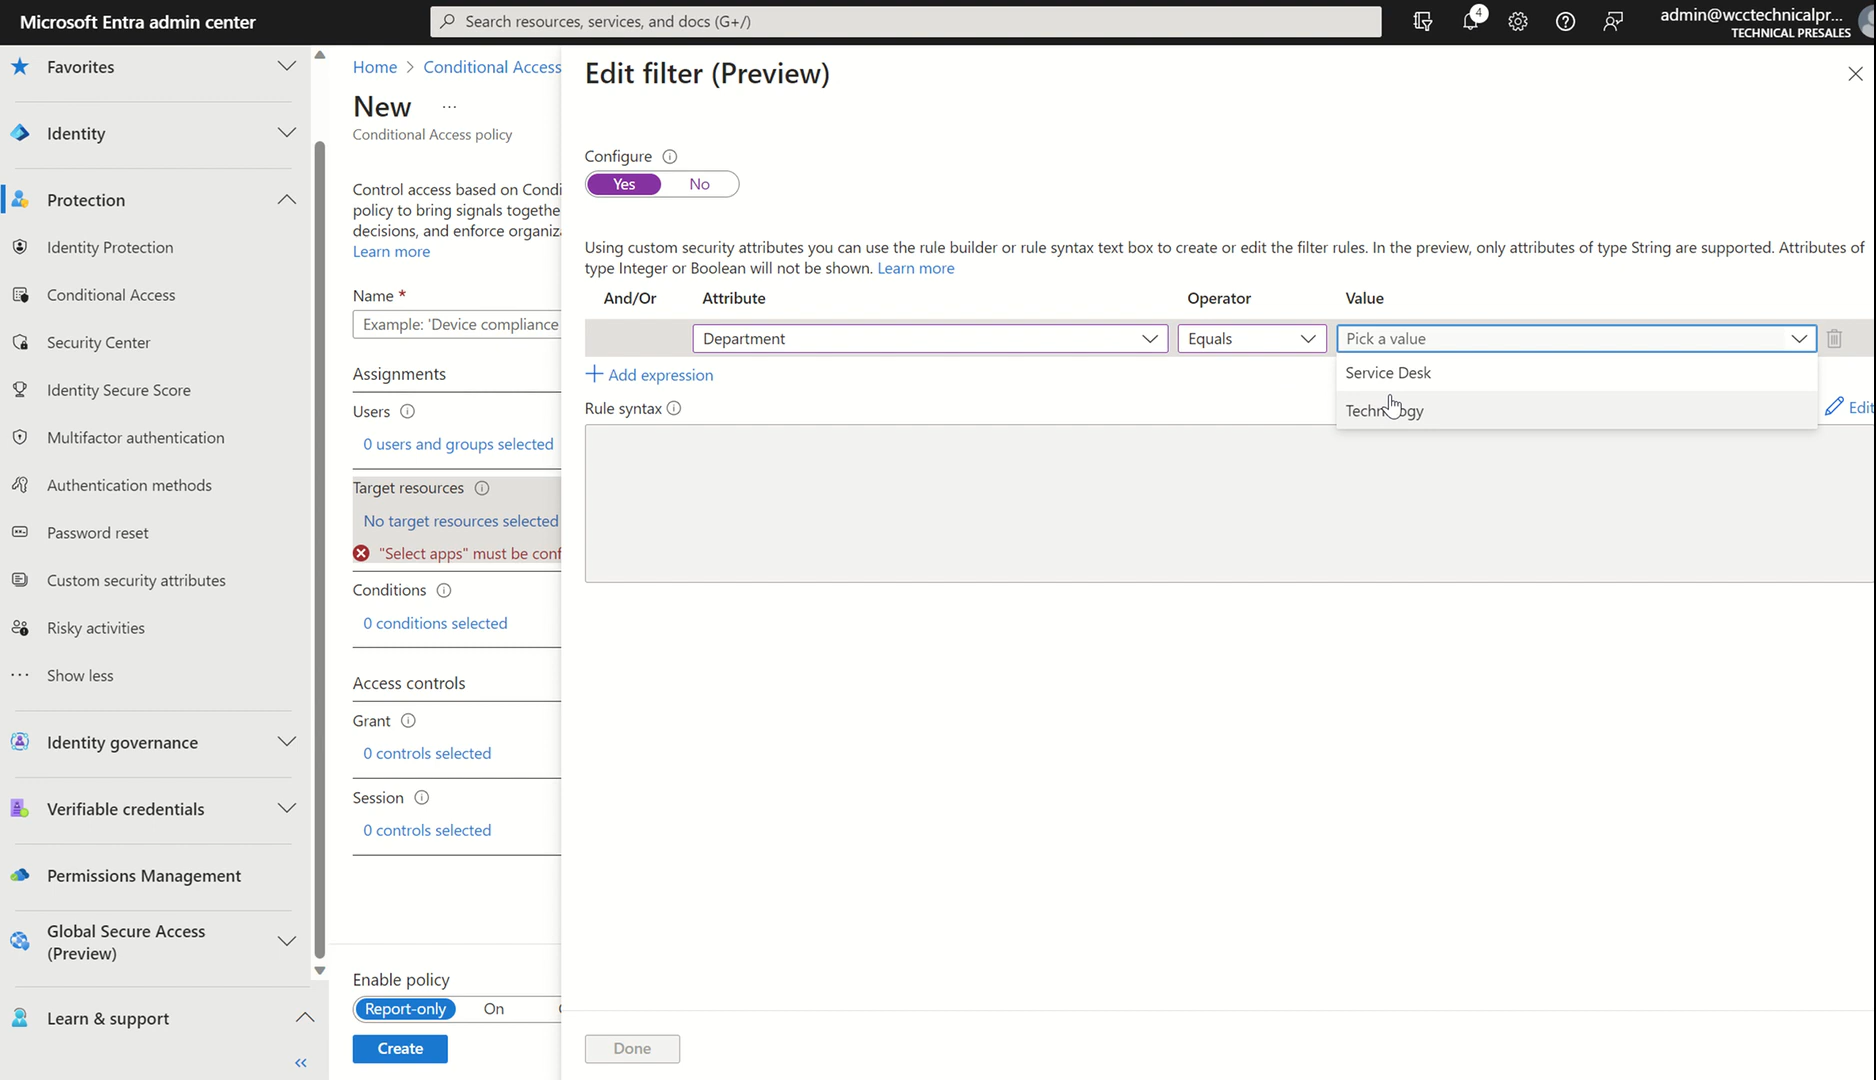 Microsoft Entra admin center
Search resources, services, and docs (G+/)
4
admin@wcctechnicalpr...
TECHNICAL PRESALES
Favorites
Identity
Protection
Identity Protection
Conditional Access
Security Center
Identity Secure Score
Multifactor authentication
Authentication methods
Password reset
Custom security attributes
Risky activities
Show less
Identity governance
Verifiable credentials
Permissions Management
Global Secure Access
(Preview)
Learn & support
Home > Conditional Access
New ...
Conditional Access policy
Control access based on Condi
policy to bring signals togethe
decisions, and enforce organiz
Learn more
Name *
Example: 'Device compliance
Assignments
Users
0 users and groups selected
Target resources
No target resources selected
"Select apps" must be conf
Conditions
0 conditions selected
Access controls
Grant
0 controls selected
Session
0 controls selected
Enable policy
Report-only On
Create
Edit filter (Preview)
Configure
Yes No
Using custom security attributes you can use the rule builder or rule syntax text box to create or edit the filter rules. In the preview, only attributes of type String are supported. Attributes of
type Integer or Boolean will not be shown. Learn more
And/Or Attribute Operator Value
Department Equals Pick a value
Service Desk
Technology
Add expression
Rule syntax
Edit
Done